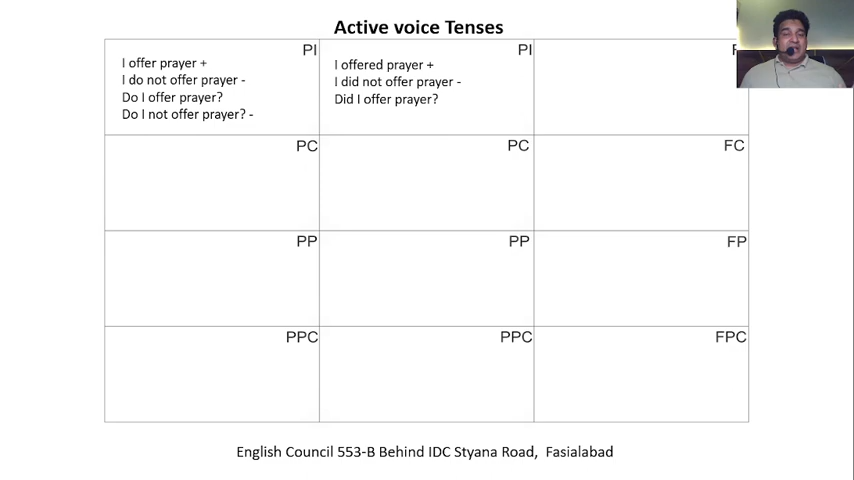 Active voice Tenses
PI
I offer prayer +
I do not offer prayer -
Do I offer prayer?
Do I not offer prayer? -
PI
I offered prayer +
I did not offer prayer -
Did I offer prayer?
PC
PC
FC
PP
PP
FP
PPC
PPC
FPC
English Council 553-B Behind IDC Styana Road, Fasialabad